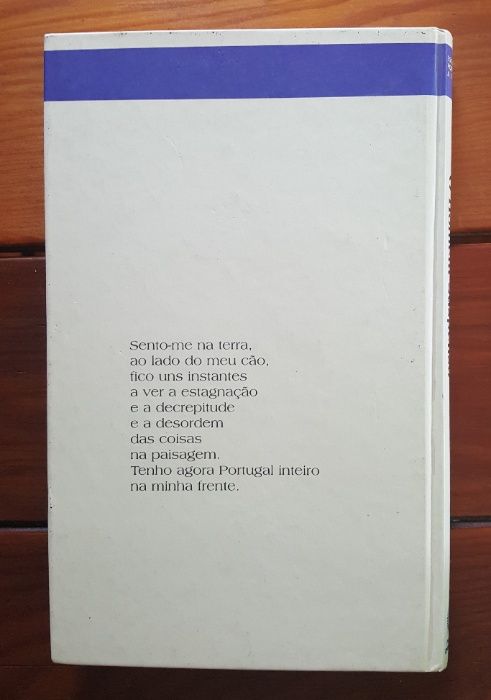 Sento-me na terra,
ao lado do meu cão,
fico uns instantes
a ver a estagnação
e a decrepitude
e a desordem
das coisas
na paisagem.
Tenho agora Portugal inteiro
na minha frente.